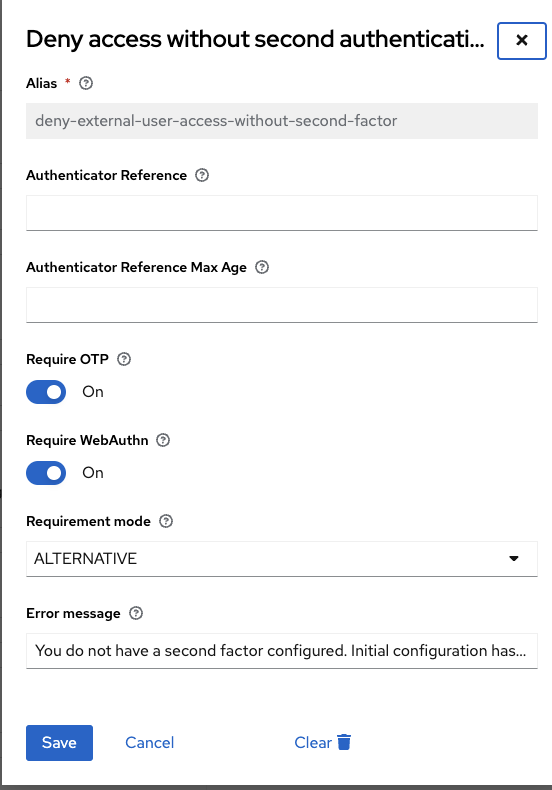 Deny access without second authenticati...
Alias *
deny-external-user-access-without-second-factor
Authenticator Reference
Authenticator Reference Max Age
Require OTP
On
Require WebAuthn
On
Requirement mode
ALTERNATIVE
Error message
You do not have a second factor configured. Initial configuration has...
Save Cancel Clear